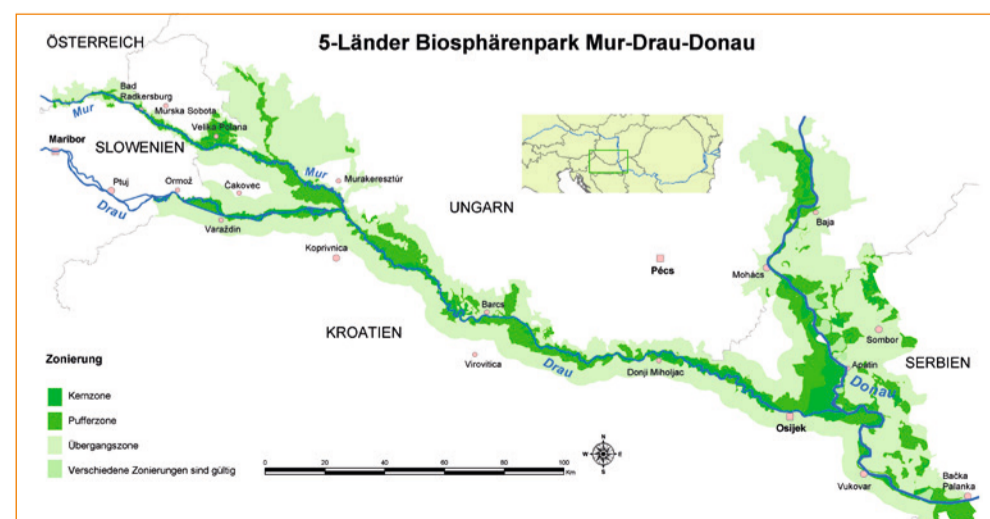 5-Länder Biosphärenpark Mur-Drau-Donau
ÖSTERREICH
Bad
Radkersburg
Mur
Murska Sobota
Velika Polana
Maribor
SLOWENIEN
Mur
Murakeresztúr
Ptuj
Ormož
Čakovec
Drau
Varaždin
UNGARN
Baja
Koprivnica
Pécs
Mohács
Barcs
KROATIEN
Sombor
Virovitica
Drau
Donji Miholjac
Apatin
SERBIEN
Donau
Osijek
Vukovar
Bačka
Palanka
Zonierung
Kernzone
Pufferzone
Übergangszone
Verschiedene Zonierungen sind gültig
0 20 40 60 80 100
Km
N
W E
S